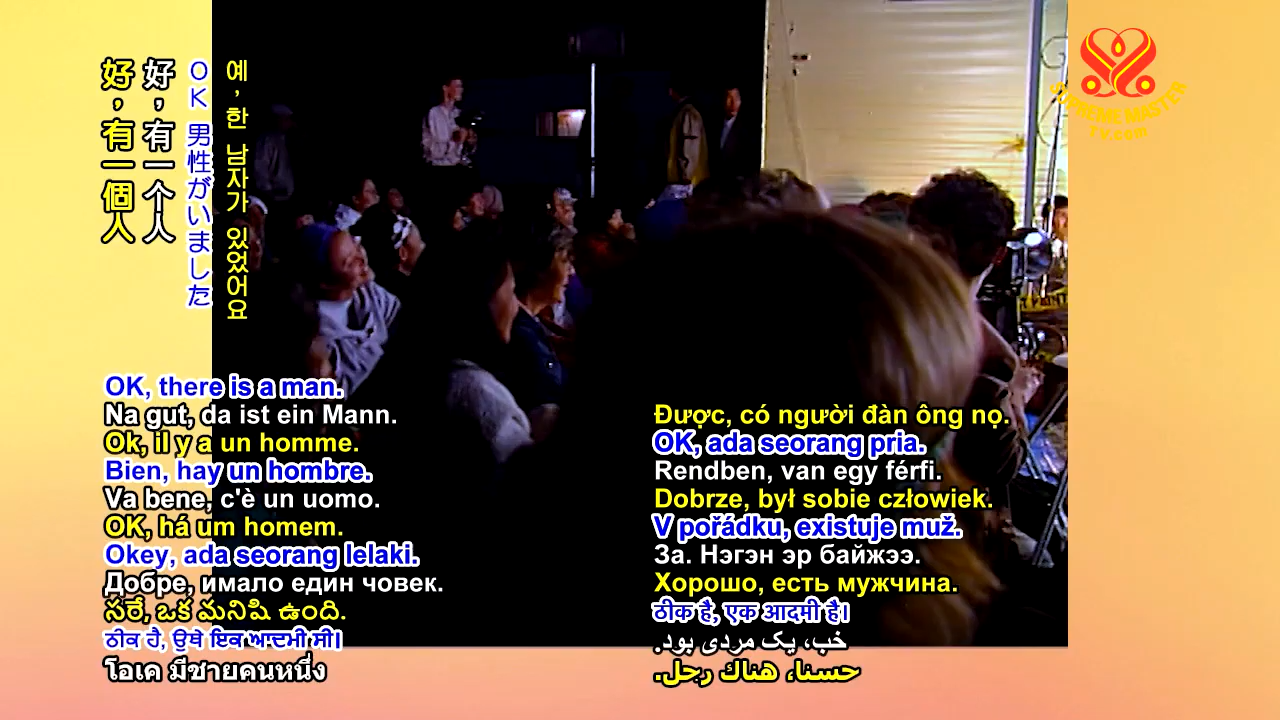 예, 한 남자가 있었어요
OK 男性がいました
好，有一个人
好，有一個人
SUPREME MASTER
TV.com
OK, there is a man.
Na gut, da ist ein Mann.
Ok, il y a un homme.
Bien, hay un hombre.
Va bene, c'è un uomo.
OK, há um homem.
Okey, ada seorang lelaki.
Добре, имало един човек.
సరే, ఒక మనిషి ఉంది.
ਠੀਕ ਹੈ, ਉਥੇ ਇਕ ਆਦਮੀ ਸੀ।
โอเค มีชายคนหนึ่ง
Được, có người đàn ông nọ.
OK, ada seorang pria.
Rendben, van egy férfi.
Dobrze, był sobie człowiek.
V pořádku, existuje muž.
За. Нэгэн эр байжээ.
Хорошо, есть мужчина.
ठीक है, एक आदमी है।
خب، یک مردی بود.
حسنا، هناك رجل.